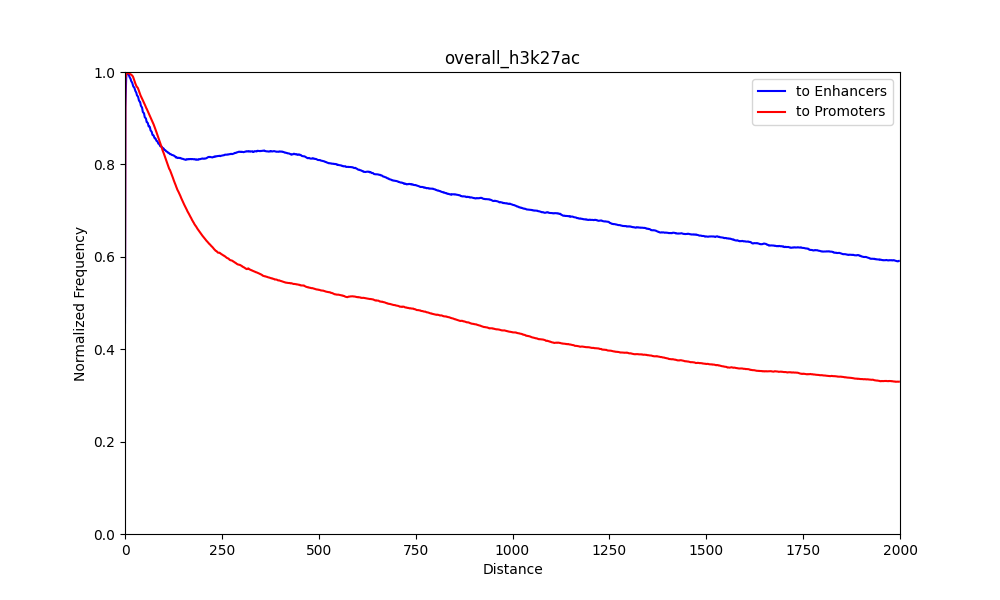 overall_h3k27ac
1.0
0.8
0.6
0.4
0.2
0.0
Normalized Frequency
to Enhancers
to Promoters
0 250 500 750 1000 1250 1500 1750 2000
Distance